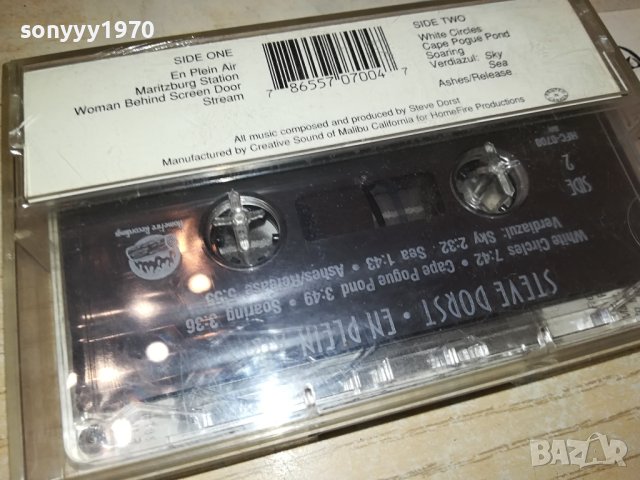 sonyyy1970
SIDE ONE
En Plein Air
Maritzburg Station
Woman Behind Screen Door
Stream
7 86557 07004 7
SIDE TWO
White Circles
Cape Pogue Pond
Soaring
Verdiazul: Sky
Sea
Ashes/Release
All music composed and produced by Steve Dorst
Manufactured by Creative Sound of Malibu California for HomeFire Productions
STEVE DORST • EN PLEIN
White Circles 7:42 • Cape Pogue Pond 3:49 • Soaring 3:36
Verdiazul: Sky 2:32 Sea 1:43 • Ashes/Release 5:53
SIDE
2
HomeFire Recordings
BAZAR